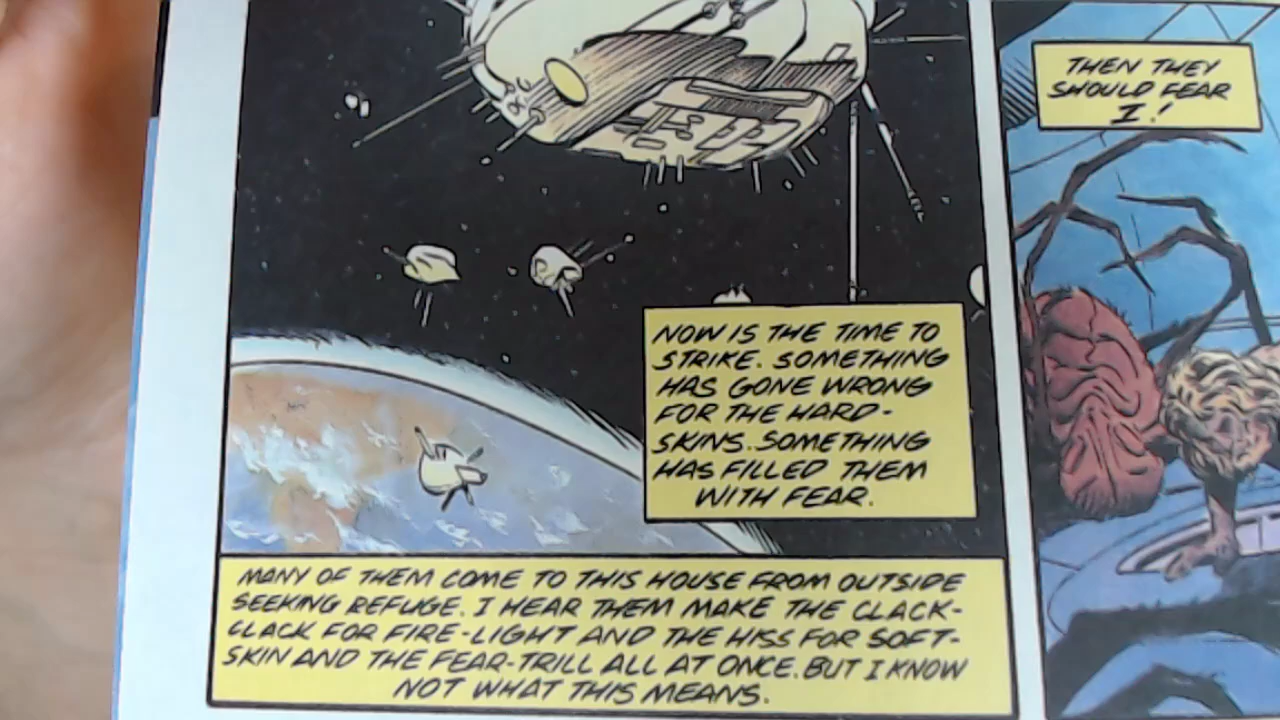 NOW IS THE TIME TO
STRIKE. SOMETHING
HAS GONE WRONG
FOR THE HARD-
SKINS. SOMETHING
HAS FILLED THEM
WITH FEAR.
MANY OF THEM COME TO THIS HOUSE FROM OUTSIDE
SEEKING REFUGE. I HEAR THEM MAKE THE CLACK-
CLACK FOR FIRE-LIGHT AND THE HISS FOR SOFT-
SKIN AND THE FEAR-TRILL ALL AT ONCE. BUT I KNOW
NOT WHAT THIS MEANS.
THEN THEY
SHOULD FEAR
I!